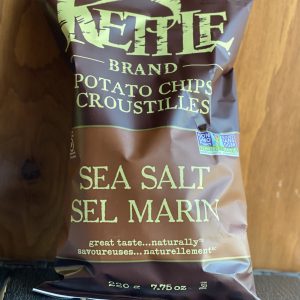 KETTLE
BRAND
POTATO CHIPS
CROUSTILLES
SEA SALT
SEL MARIN
great taste...naturally
savoureuses... naturellement
220 g 7.75 oz